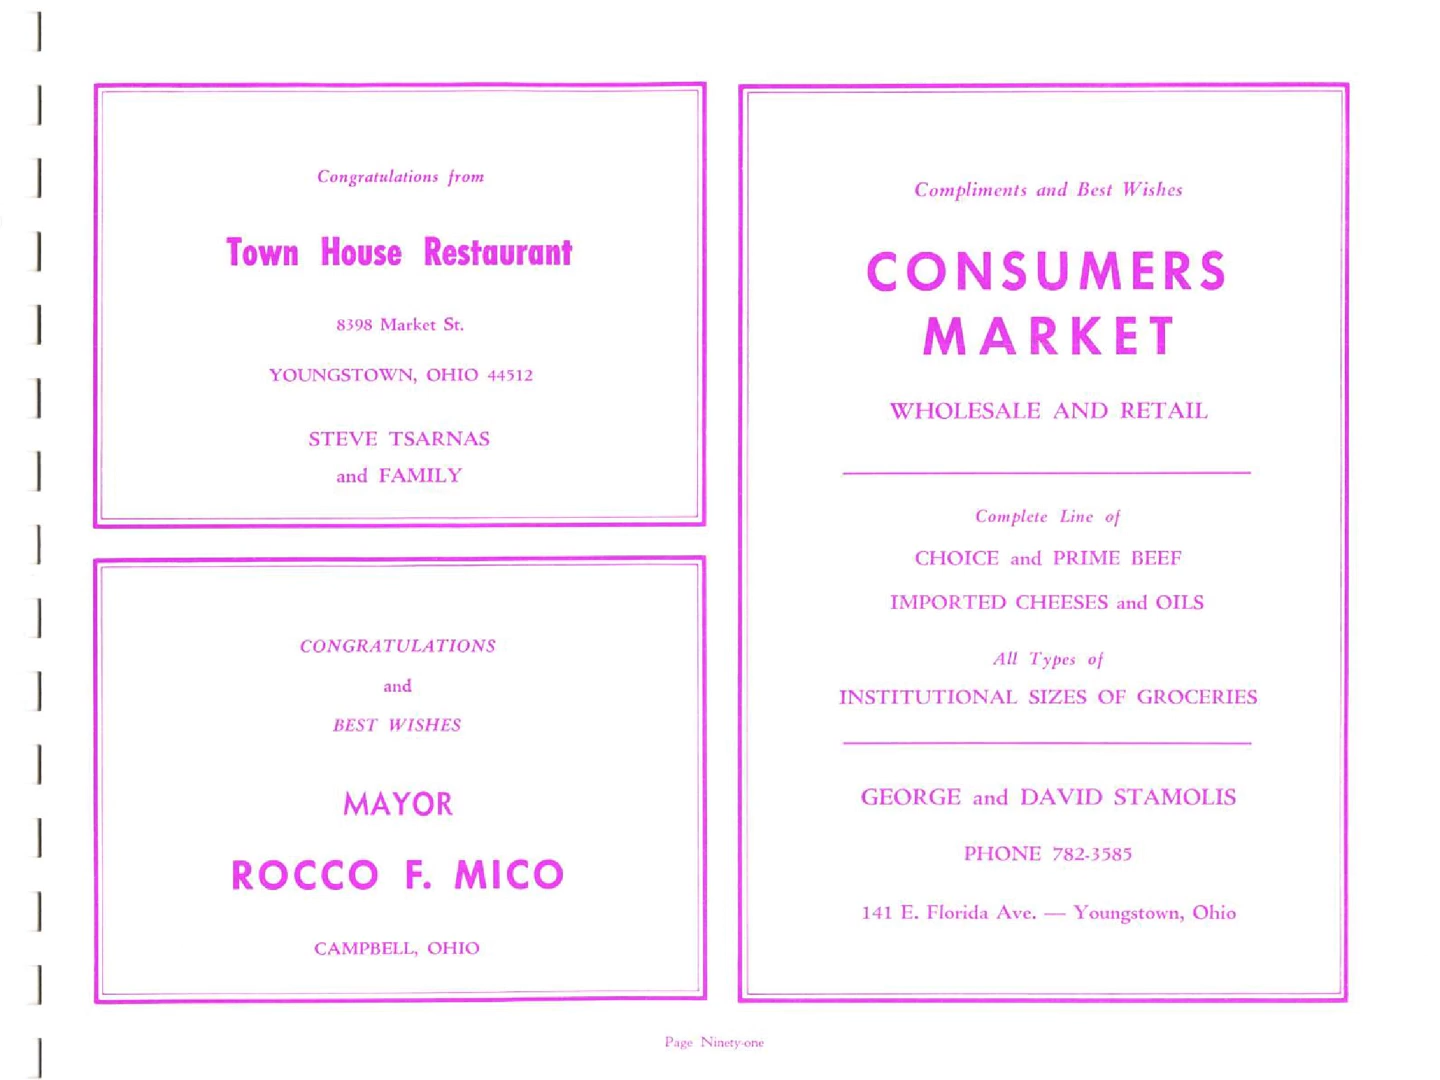 Congratulations from
Town House Restaurant
8398 Market St.
YOUNGSTOWN, OHIO 44512
STEVE TSARNAS
and FAMILY
CONGRATULATIONS
and
BEST WISHES
MAYOR
ROCCO F. MICO
CAMPBELL, OHIO
Compliments and Best Wishes
CONSUMERS
MARKET
WHOLESALE AND RETAIL
Complete Line of
CHOICE and PRIME BEEF
IMPORTED CHEESES and OILS
All Types of
INSTITUTIONAL SIZES OF GROCERIES
GEORGE and DAVID STAMOLIS
PHONE 782-3585
141 E. Florida Ave. — Youngstown, Ohio
Page Ninety-one